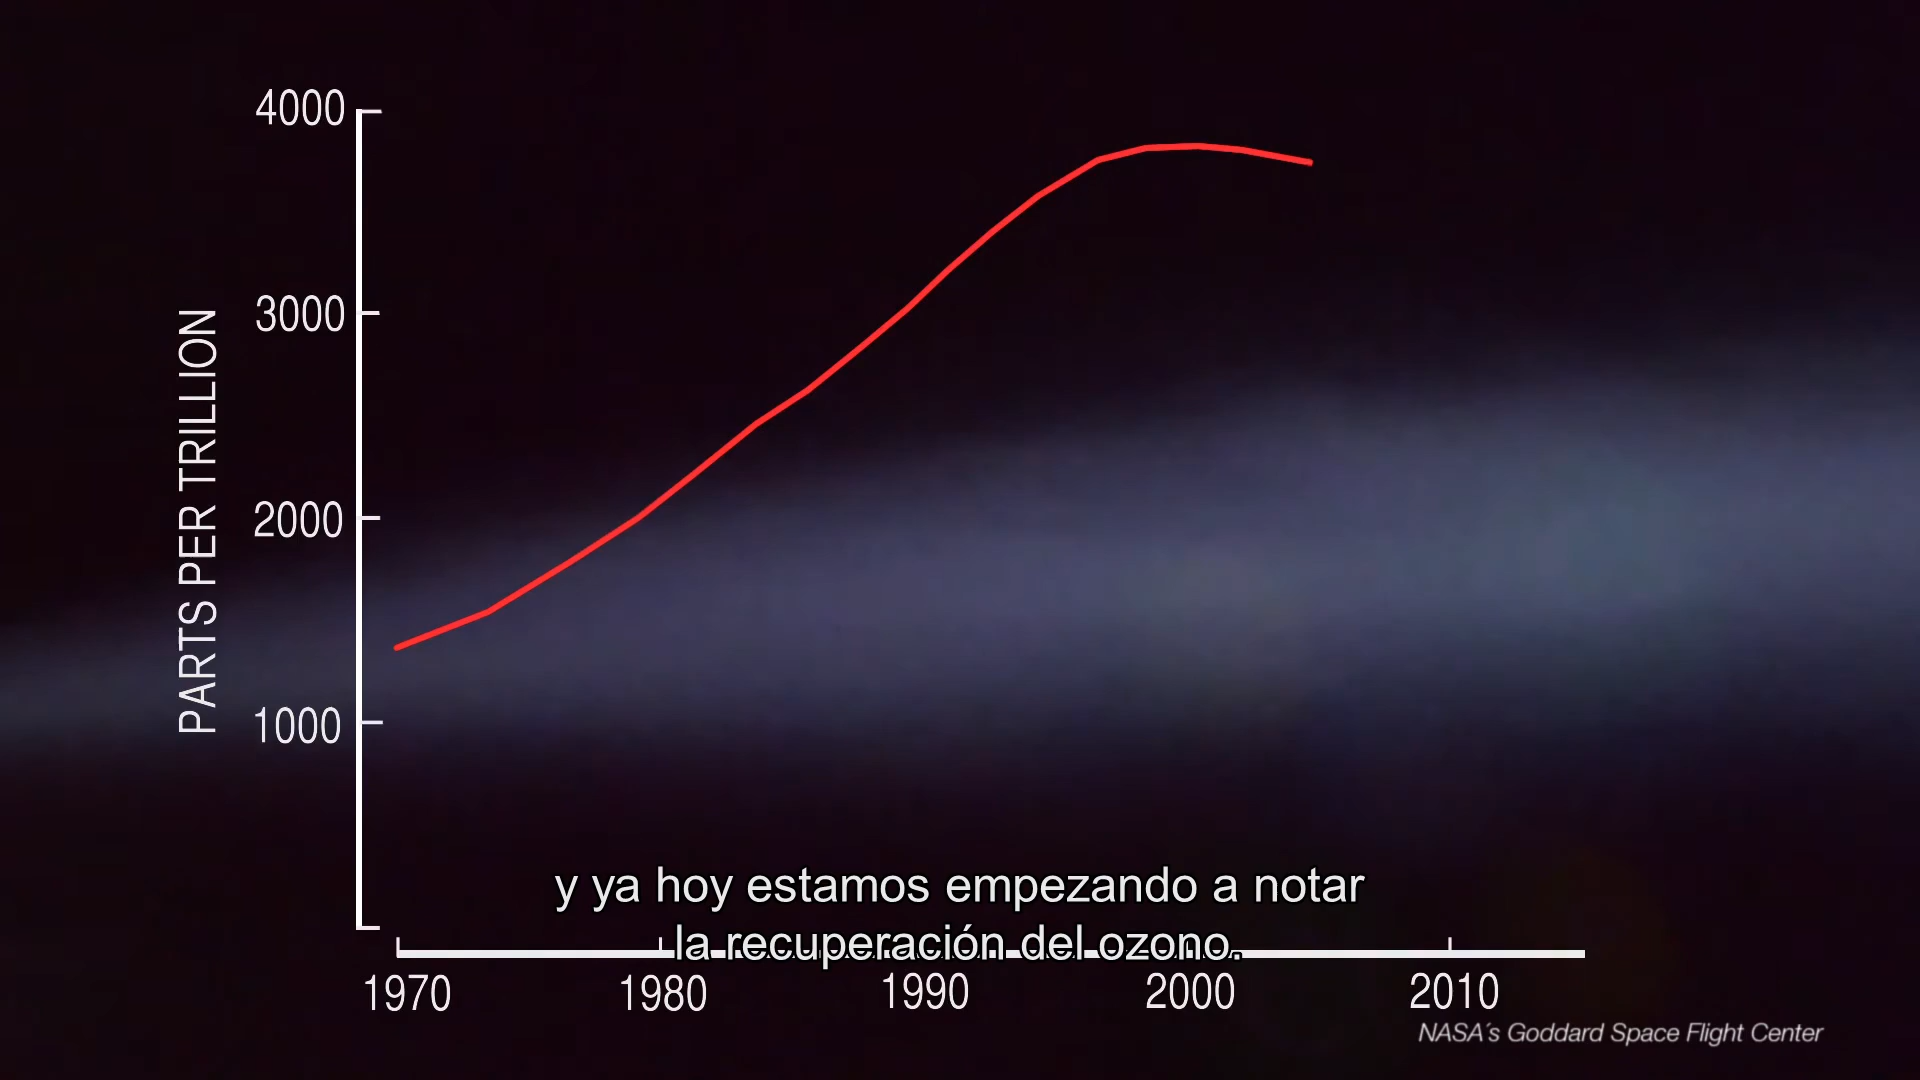 4000
3000
2000
1000
PARTS PER TRILLION
y ya hoy estamos empezando a notar
la recuperación del ozono.
1970 1980 1990 2000 2010
NASA´s Goddard Space Flight Center